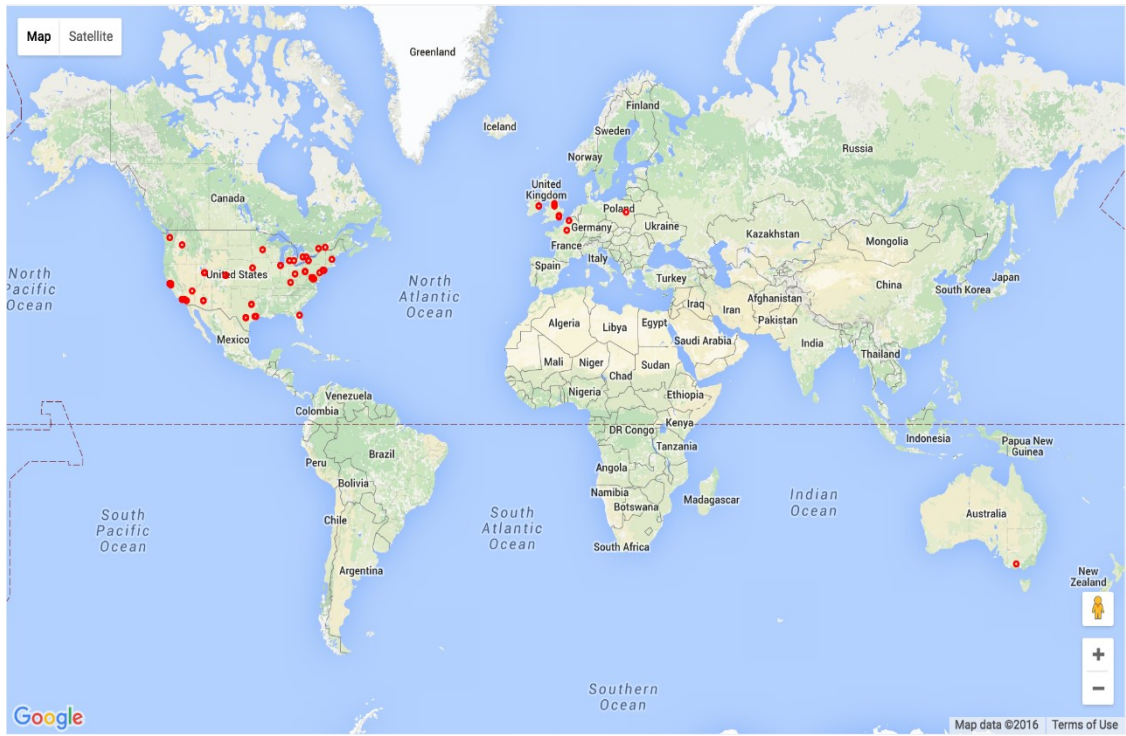 Map Satellite
Greenland
Iceland
Finland
Sweden
Norway
Russia
Canada
United
Kingdom
Poland
Germany
Ukraine
France
Kazakhstan
Mongolia
Spain
Italy
Turkey
North
Pacific
Ocean
United States
North
Atlantic
Ocean
China
Japan
South Korea
Iraq
Iran
Afghanistan
Pakistan
Mexico
Algeria
Libya
Egypt
Saudi Arabia
India
Thailand
Mali
Niger
Chad
Sudan
Nigeria
Ethiopia
Venezuela
Colombia
DR Congo
Kenya
Tanzania
Indonesia
Papua New
Guinea
Peru
Brazil
Bolivia
Angola
Namibia
Botswana
Madagascar
Indian
Ocean
Australia
South
Pacific
Ocean
Chile
South
Atlantic
Ocean
South Africa
Argentina
New
Zealand
+
−
Southern
Ocean
Google
Map data ©2016 Terms of Use